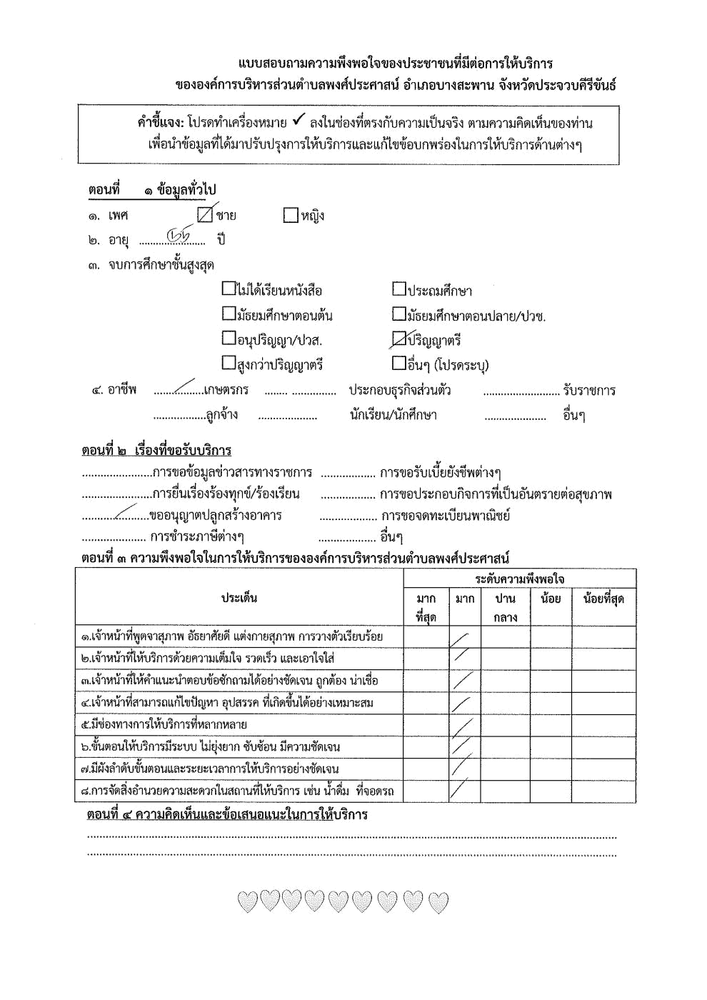 แบบสอบถามความพึงพอใจของประชาชนที่มีต่อการให้บริการ
ขององค์การบริหารส่วนตำบลพงศ์ประศาสน์ อำเภอบางสะพาน จังหวัดประจวบคีรีขันธ์
คำชี้แจง: โปรดทำเครื่องหมาย ✓ ลงในช่องที่ตรงกับความเป็นจริง ตามความคิดเห็นของท่าน
เพื่อนำข้อมูลที่ได้มาปรับปรุงการให้บริการและแก้ไขข้อบกพร่องในการให้บริการด้านต่างๆ
ตอนที่ ๑ ข้อมูลทั่วไป
๑. เพศ ☑ ชาย ☐ หญิง
๒. อายุ ........................ ปี
๓. จบการศึกษาชั้นสูงสุด
☐ ไม่ได้เรียนหนังสือ ☐ ประถมศึกษา
☐ มัธยมศึกษาตอนต้น ☐ มัธยมศึกษาตอนปลาย/ปวช.
☐ อนุปริญญา/ปวส. ☑ ปริญญาตรี
☐ สูงกว่าปริญญาตรี ☐ อื่นๆ (โปรดระบุ)
๔. อาชีพ ......./.......เกษตรกร ........ .............. ประกอบธุรกิจส่วนตัว ........................ รับราชการ
.................ลูกจ้าง ................... นักเรียน/นักศึกษา .................... อื่นๆ
ตอนที่ ๒ เรื่องที่ขอรับบริการ
......................การขอข้อมูลข่าวสารทางราชการ ................. การขอรับเบี้ยยังชีพต่างๆ
......................การยื่นเรื่องร้องทุกข์/ร้องเรียน ................. การขอประกอบกิจการที่เป็นอันตรายต่อสุขภาพ
........../..........ขออนุญาตปลูกสร้างอาคาร .................. การขอจดทะเบียนพาณิชย์
.................... การชำระภาษีต่างๆ .................. อื่นๆ
ตอนที่ ๓ ความพึงพอใจในการให้บริการขององค์การบริหารส่วนตำบลพงศ์ประศาสน์
ประเด็น ระดับความพึงพอใจ
มากที่สุด มาก ปานกลาง น้อย น้อยที่สุด
๑.เจ้าหน้าที่พูดจาสุภาพ อัธยาศัยดี แต่งกายสุภาพ การวางตัวเรียบร้อย /
๒.เจ้าหน้าที่ให้บริการด้วยความเต็มใจ รวดเร็ว และเอาใจใส่ /
๓.เจ้าหน้าที่ให้คำแนะนำตอบข้อซักถามได้อย่างชัดเจน ถูกต้อง น่าเชื่อ /
๔.เจ้าหน้าที่สามารถแก้ไขปัญหา อุปสรรค ที่เกิดขึ้นได้อย่างเหมาะสม /
๕.มีช่องทางการให้บริการที่หลากหลาย /
๖.ขั้นตอนให้บริการมีระบบ ไม่ยุ่งยาก ซับซ้อน มีความชัดเจน /
๗.มีผังลำดับขั้นตอนและระยะเวลาการให้บริการอย่างชัดเจน /
๘.การจัดสิ่งอำนวยความสะดวกในสถานที่ให้บริการ เช่น น้ำดื่ม ที่จอดรถ /
ตอนที่ ๔ ความคิดเห็นและข้อเสนอแนะในการให้บริการ